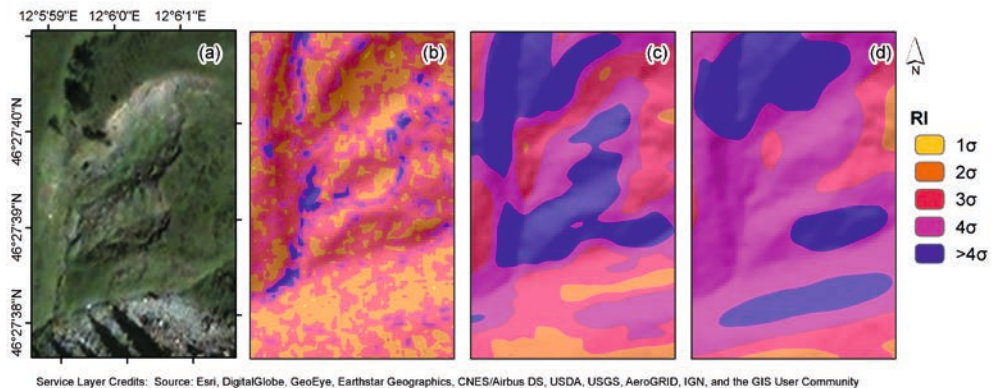 12°5'59"E 12°6'0"E 12°6'1"E
(a) (b) (c) (d)
N
46°27'40"N
46°27'39"N
46°27'38"N
RI
1σ
2σ
3σ
4σ
>4σ
Service Layer Credits: Source: Esri, DigitalGlobe, GeoEye, Earthstar Geographics, CNES/Airbus DS, USDA, USGS, AeroGRID, IGN, and the GIS User Community